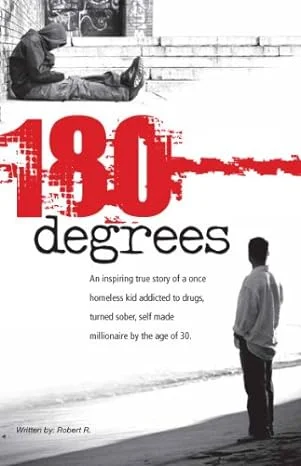 180
degrees
An inspiring true story of a once
homeless kid addicted to drugs,
turned sober, self made
millionaire by the age of 30.
Written by: Robert R.